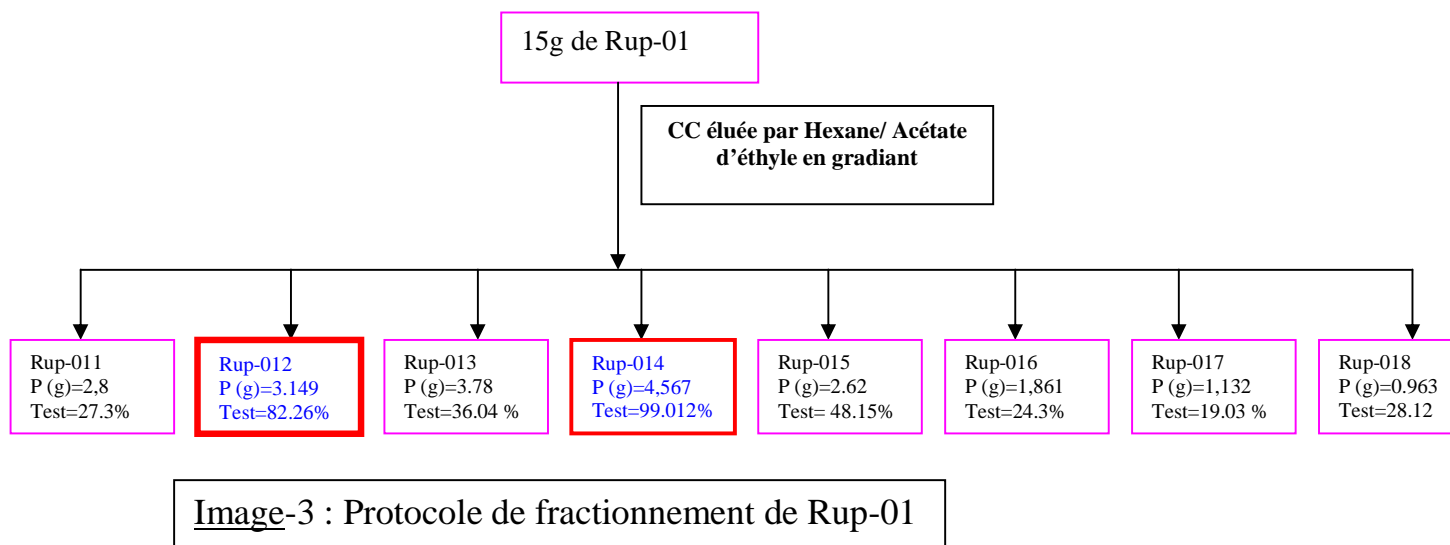 15g de Rup-01
CC éluée par Hexane/ Acétate
d'éthyle en gradiant
Rup-011
P (g)=2,8
Test=27.3%
Rup-012
P (g)=3.149
Test=82.26%
Rup-013
P (g)=3.78
Test=36.04 %
Rup-014
P (g)=4,567
Test=99.012%
Rup-015
P (g)=2.62
Test= 48.15%
Rup-016
P (g)=1,861
Test=24.3%
Rup-017
P (g)=1,132
Test=19.03 %
Rup-018
P (g)=0.963
Test=28.12
Image-3 : Protocole de fractionnement de Rup-01